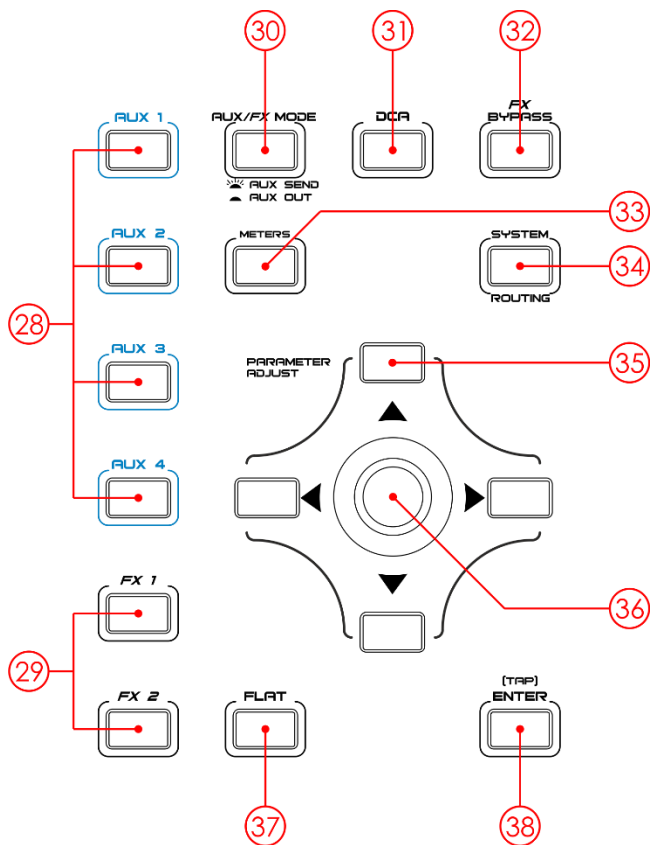 30
31
32
AUX 1
AUX/FX MODE
DCA
FX
BYPASS
AUX SEND
AUX OUT
33
AUX 2
METERS
SYSTEM
34
ROUTING
28
AUX 3
PARAMETER
ADJUST
35
AUX 4
FX 1
36
29
FX 2
FLAT
(TAP)
ENTER
37
38